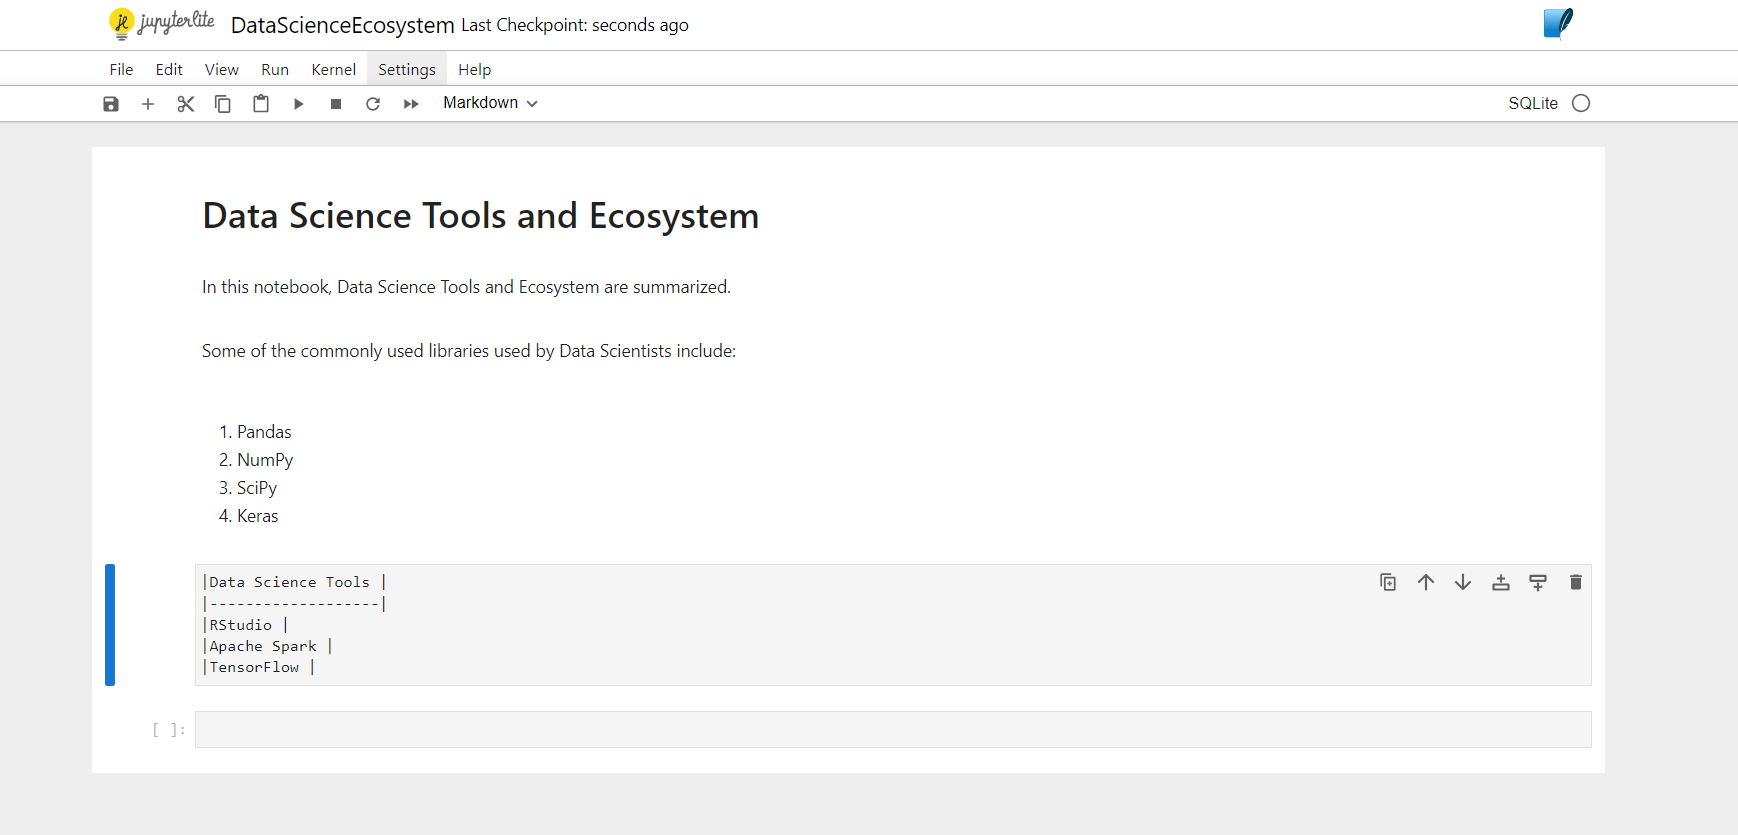 jupyterlite DataScienceEcosystem Last Checkpoint: seconds ago
File Edit View Run Kernel Settings Help
Markdown SQLite
Data Science Tools and Ecosystem
In this notebook, Data Science Tools and Ecosystem are summarized.
Some of the commonly used libraries used by Data Scientists include:
1. Pandas
2. NumPy
3. SciPy
4. Keras
|Data Science Tools |
|-------------------|
|RStudio |
|Apache Spark |
|TensorFlow |
[ ]: